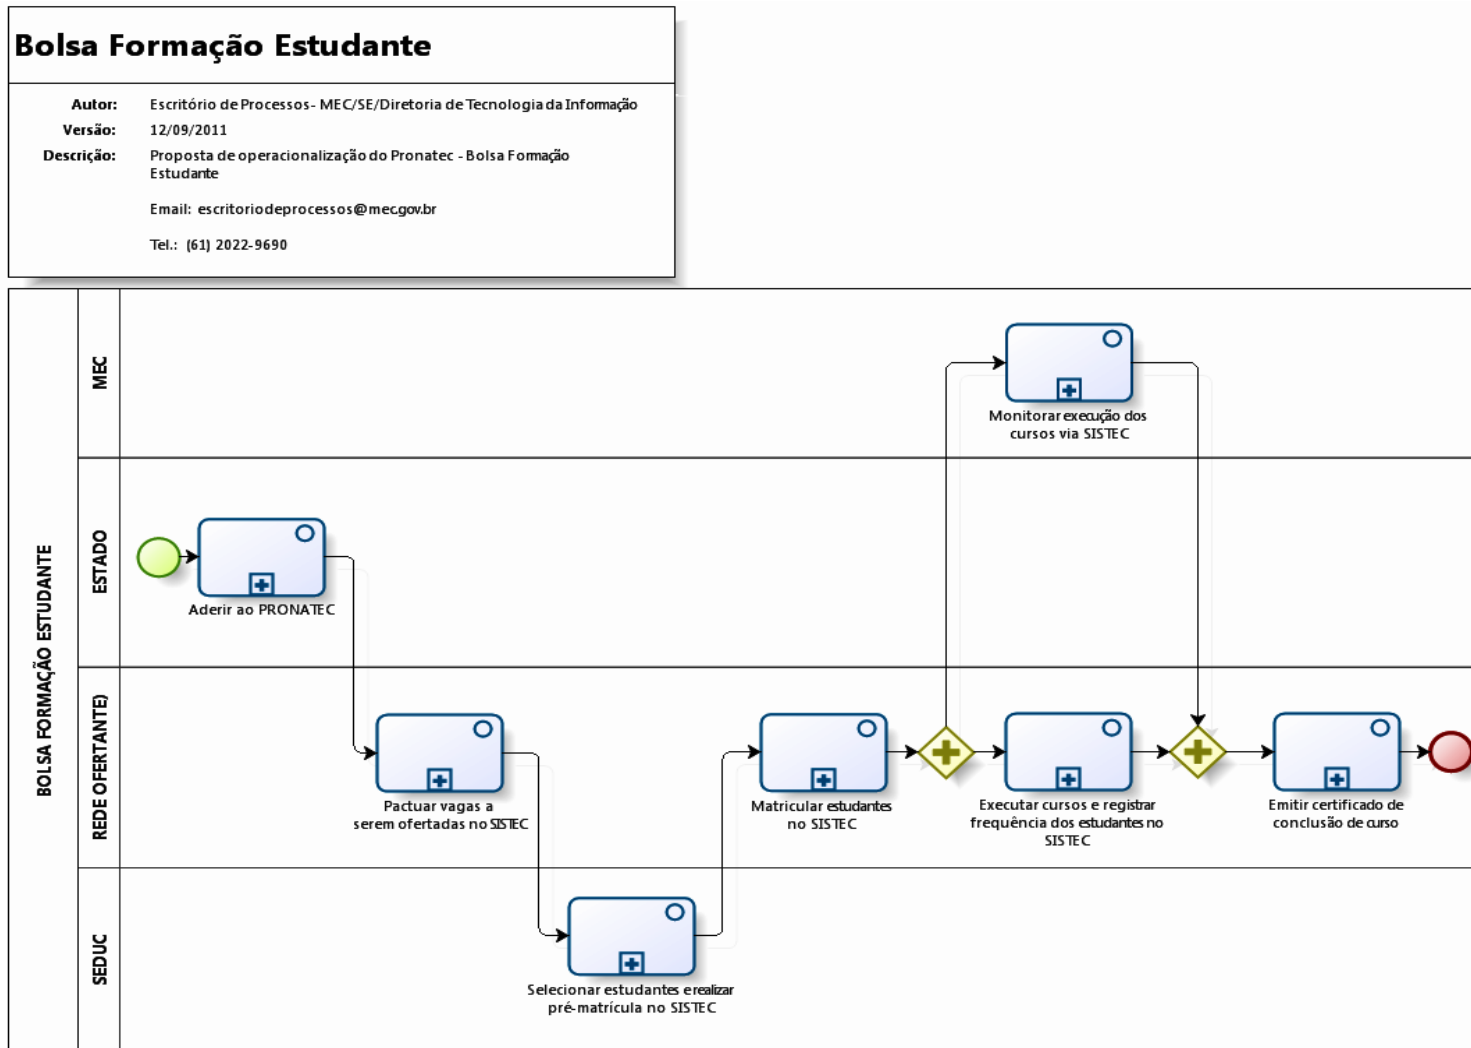 Bolsa Formação Estudante
Autor: Escritório de Processos- MEC/SE/Diretoria de Tecnologia da Informação
Versão: 12/09/2011
Descrição: Proposta de operacionalização do Pronatec - Bolsa Formação
Estudante
Email: escritoriodeprocessos@mec.gov.br
Tel.: (61) 2022-9690
BOLSA FORMAÇÃO ESTUDANTE
MEC
Monitorar execução dos
cursos via SISTEC
ESTADO
Aderir ao PRONATEC
REDE OFERTANTE)
Pactuar vagas a
serem ofertadas no SISTEC
Matricular estudantes
no SISTEC
Executar cursos e registrar
frequência dos estudantes no
SISTEC
Emitir certificado de
conclusão de curso
SEDUC
Selecionar estudantes e realizar
pré-matrícula no SISTEC